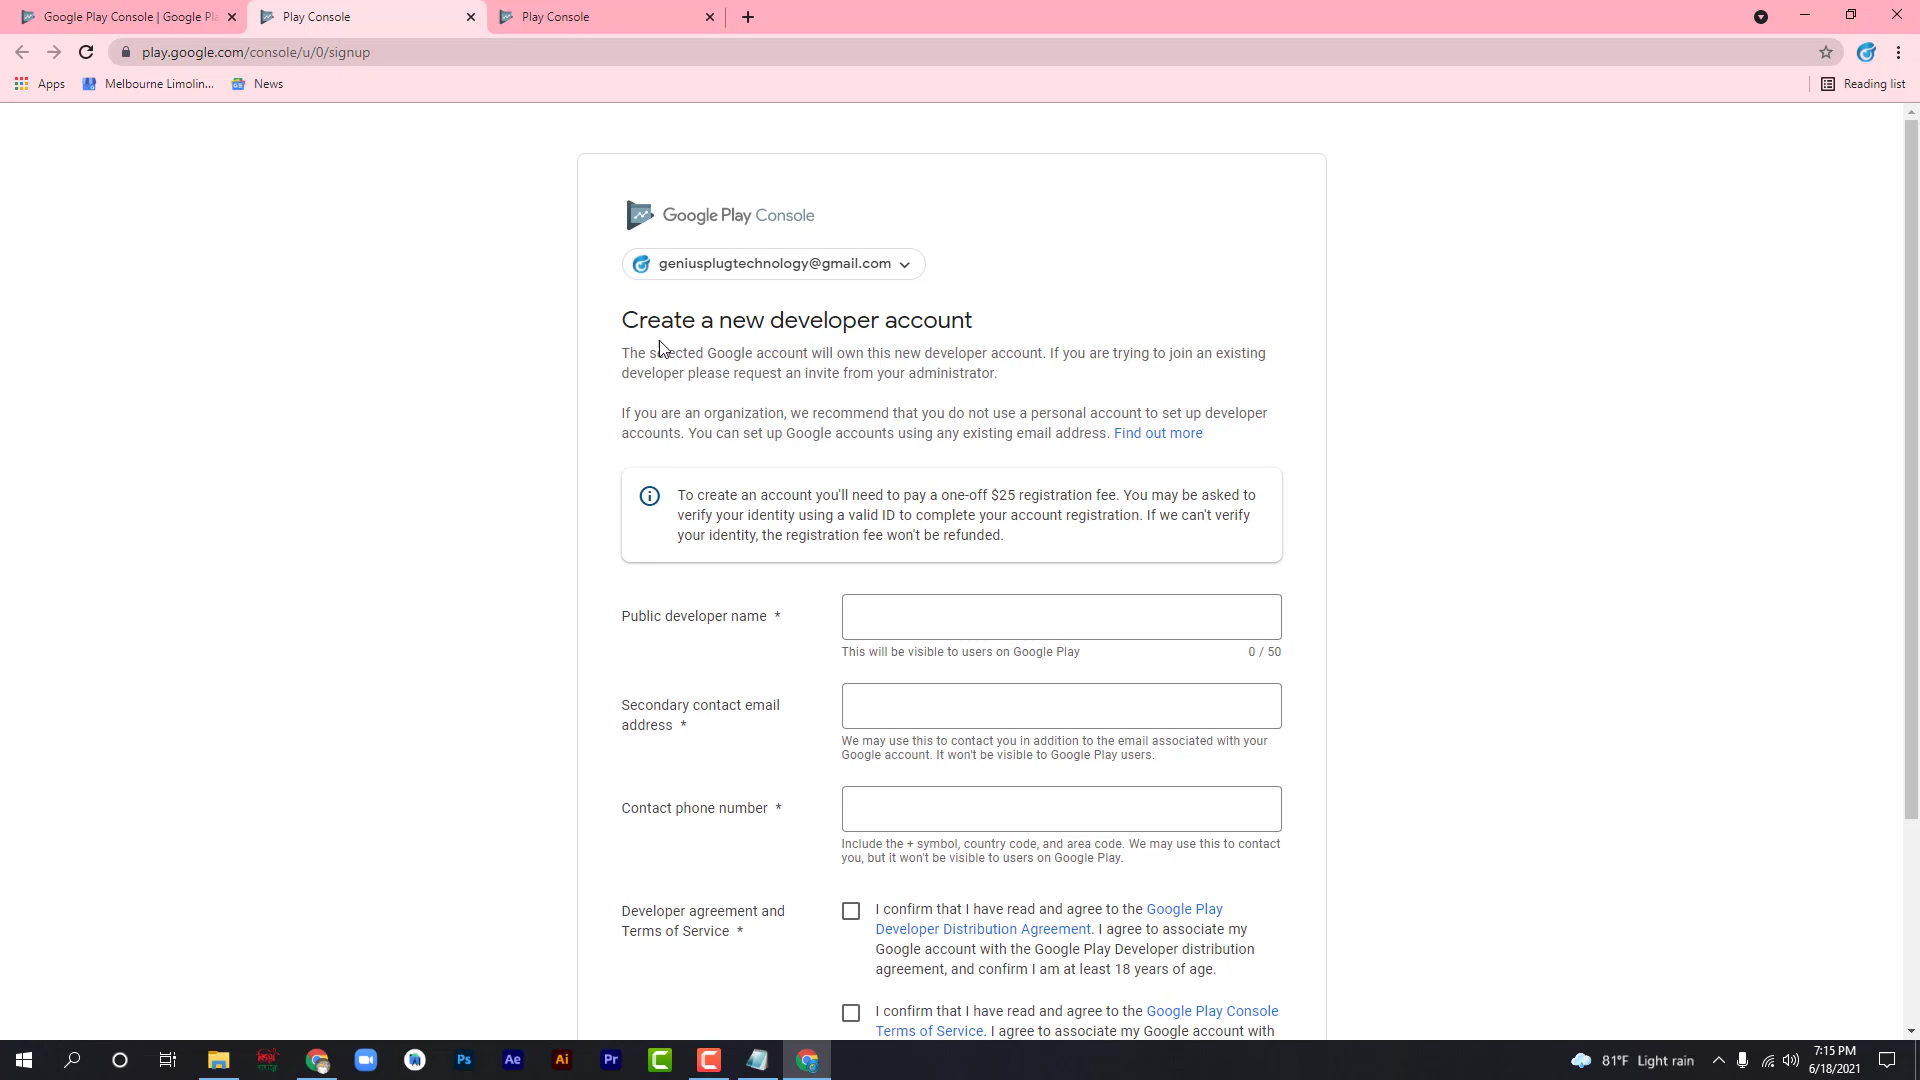 Google Play Console | Google Pla
Play Console
Play Console
play.google.com/console/u/0/signup
Apps
Melbourne Limolin...
News
Reading list
Google Play Console
geniusplugtechnology@gmail.com
Create a new developer account
The selected Google account will own this new developer account. If you are trying to join an existing
developer please request an invite from your administrator.
If you are an organization, we recommend that you do not use a personal account to set up developer
accounts. You can set up Google accounts using any existing email address. Find out more
To create an account you'll need to pay a one-off $25 registration fee. You may be asked to
verify your identity using a valid ID to complete your account registration. If we can't verify
your identity, the registration fee won't be refunded.
Public developer name *
This will be visible to users on Google Play
0 / 50
Secondary contact email
address *
We may use this to contact you in addition to the email associated with your
Google account. It won't be visible to Google Play users.
Contact phone number *
Include the + symbol, country code, and area code. We may use this to contact
you, but it won't be visible to users on Google Play.
Developer agreement and
Terms of Service *
I confirm that I have read and agree to the Google Play
Developer Distribution Agreement. I agree to associate my
Google account with the Google Play Developer distribution
agreement, and confirm I am at least 18 years of age.
I confirm that I have read and agree to the Google Play Console
Terms of Service. I agree to associate my Google account with
Ps
Ae
Ai
Pr
81°F Light rain
7:15 PM
6/18/2021